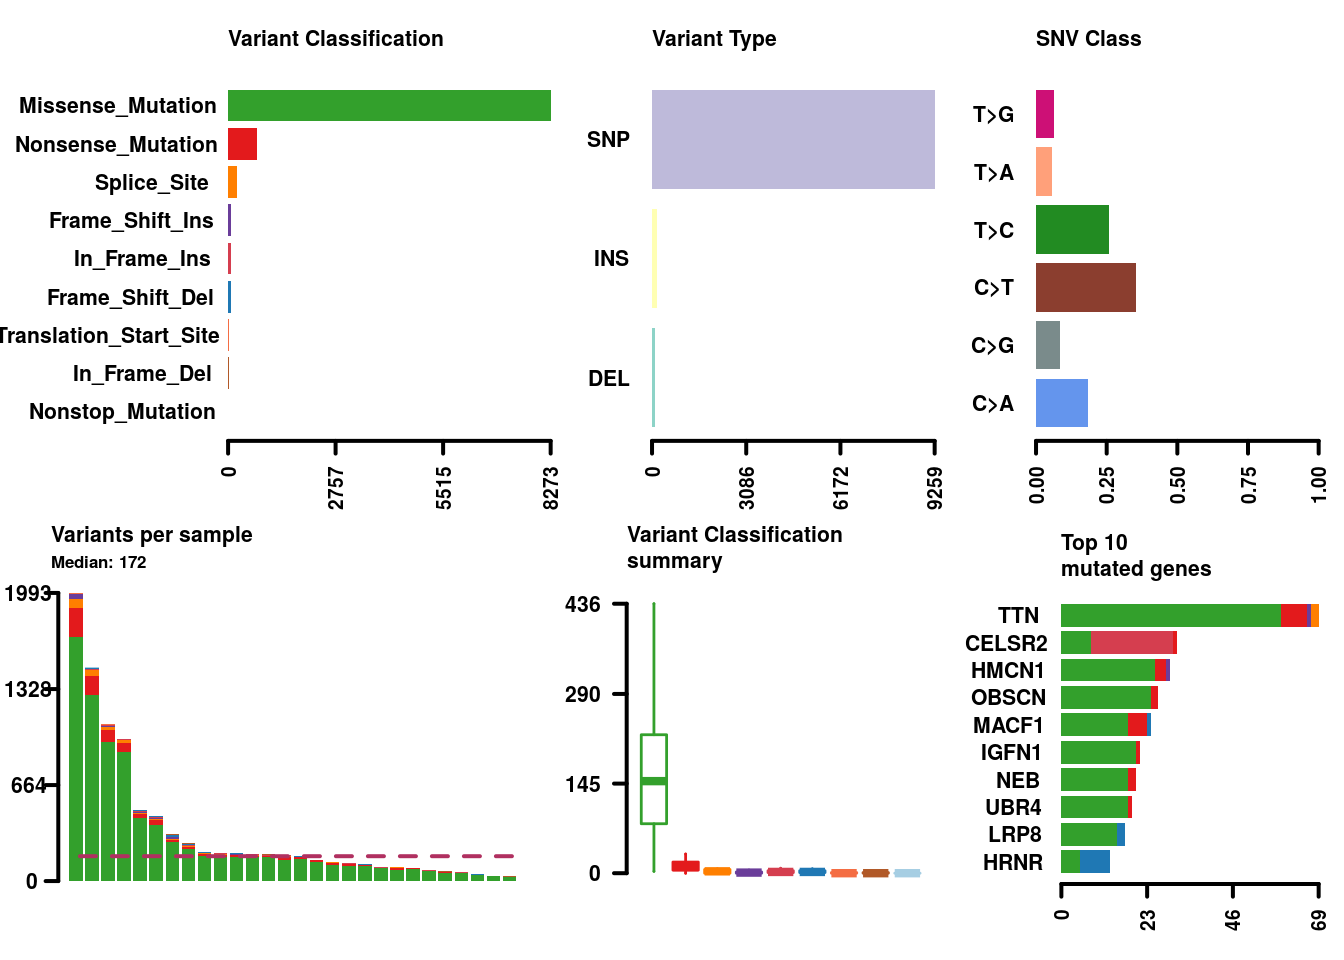 Variant Classification
Missense_Mutation
Nonsense_Mutation
Splice_Site
Frame_Shift_Ins
In_Frame_Ins
Frame_Shift_Del
Translation_Start_Site
In_Frame_Del
Nonstop_Mutation
0
2757
5515
8273
Variant Type
SNP
INS
DEL
0
3086
6172
9259
SNV Class
T>G
T>A
T>C
C>T
C>G
C>A
0.00
0.25
0.50
0.75
1.00
Variants per sample
Median: 172
1993
1328
664
0
Variant Classification
summary
436
290
145
0
Top 10
mutated genes
TTN
CELSR2
HMCN1
OBSCN
MACF1
IGFN1
NEB
UBR4
LRP8
HRNR
0
23
46
69